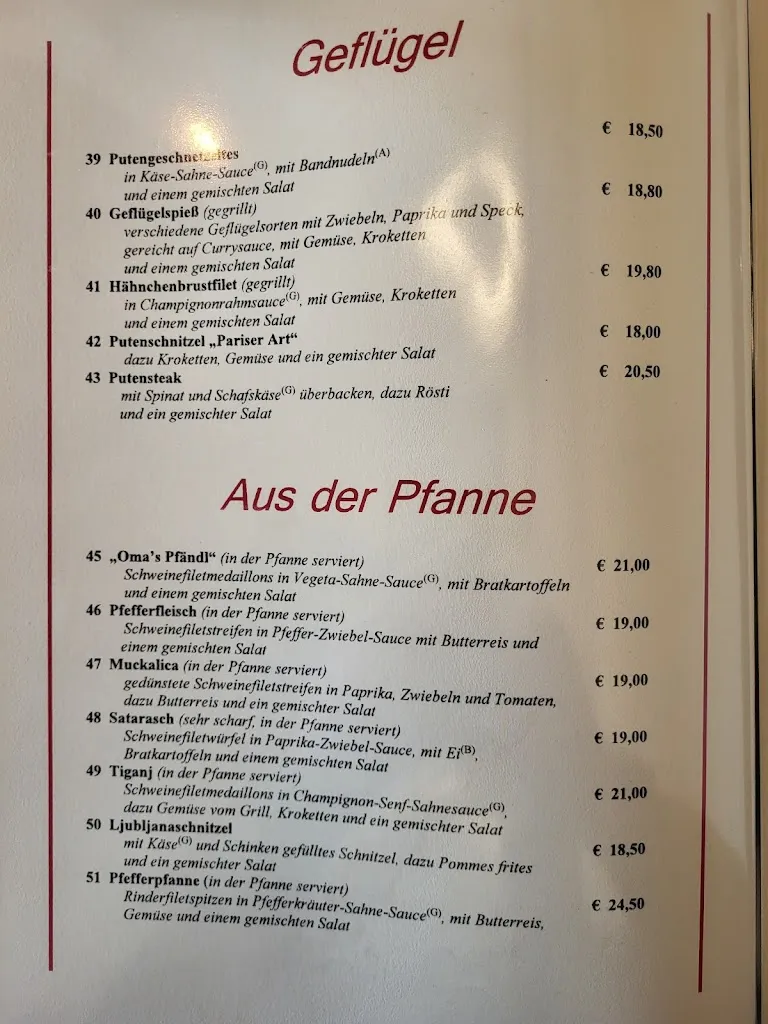 Geflügel
39 Putengeschnetzeltes € 18,50
in Käse-Sahne-Sauce(G), mit Bandnudeln(A)
und einem gemischten Salat
40 Geflügelspieß (gegrillt) € 18,80
verschiedene Geflügelsorten mit Zwiebeln, Paprika und Speck,
gereicht auf Currysauce, mit Gemüse, Kroketten
und einem gemischten Salat
41 Hähnchenbrustfilet (gegrillt) € 19,80
in Champignonrahmsauce(G), mit Gemüse, Kroketten
und einem gemischten Salat
42 Putenschnitzel „Pariser Art“ € 18,00
dazu Kroketten, Gemüse und ein gemischter Salat
43 Putensteak € 20,50
mit Spinat und Schafskäse(G) überbacken, dazu Rösti
und ein gemischter Salat
Aus der Pfanne
45 „Oma's Pfändl“ (in der Pfanne serviert) € 21,00
Schweinefiletmedaillons in Vegeta-Sahne-Sauce(G), mit Bratkartoffeln
und einem gemischten Salat
46 Pfefferfleisch (in der Pfanne serviert) € 19,00
Schweinefiletstreifen in Pfeffer-Zwiebel-Sauce mit Butterreis und
einem gemischten Salat
47 Muckalica (in der Pfanne serviert) € 19,00
gedünstete Schweinefiletstreifen in Paprika, Zwiebeln und Tomaten,
dazu Butterreis und ein gemischter Salat
48 Satarasch (sehr scharf, in der Pfanne serviert) € 19,00
Schweinefiletwürfel in Paprika-Zwiebel-Sauce, mit Ei(B),
Bratkartoffeln und einem gemischten Salat
49 Tiganj (in der Pfanne serviert) € 21,00
Schweinefiletmedaillons in Champignon-Senf-Sahnesauce(G),
dazu Gemüse vom Grill, Kroketten und ein gemischter Salat
50 Ljubljanaschnitzel € 18,50
mit Käse(G) und Schinken gefülltes Schnitzel, dazu Pommes frites
und ein gemischter Salat
51 Pfefferpfanne (in der Pfanne serviert) € 24,50
Rinderfiletspitzen in Pfefferkräuter-Sahne-Sauce(G), mit Butterreis,
Gemüse und einem gemischten Salat